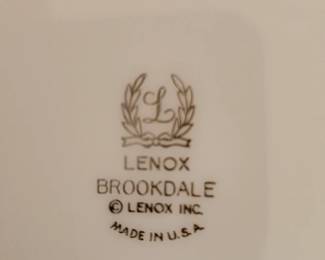 L
LENOX
BROOKDALE
© LENOX INC.
MADE IN U.S.A.